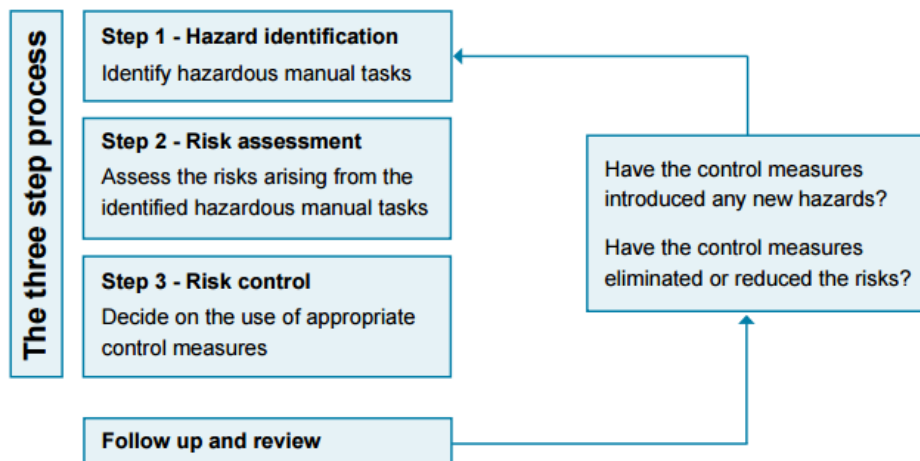 The three step process
Step 1 - Hazard identification
Identify hazardous manual tasks
Step 2 - Risk assessment
Assess the risks arising from the
identified hazardous manual tasks
Step 3 - Risk control
Decide on the use of appropriate
control measures
Follow up and review
Have the control measures
introduced any new hazards?
Have the control measures
eliminated or reduced the risks?